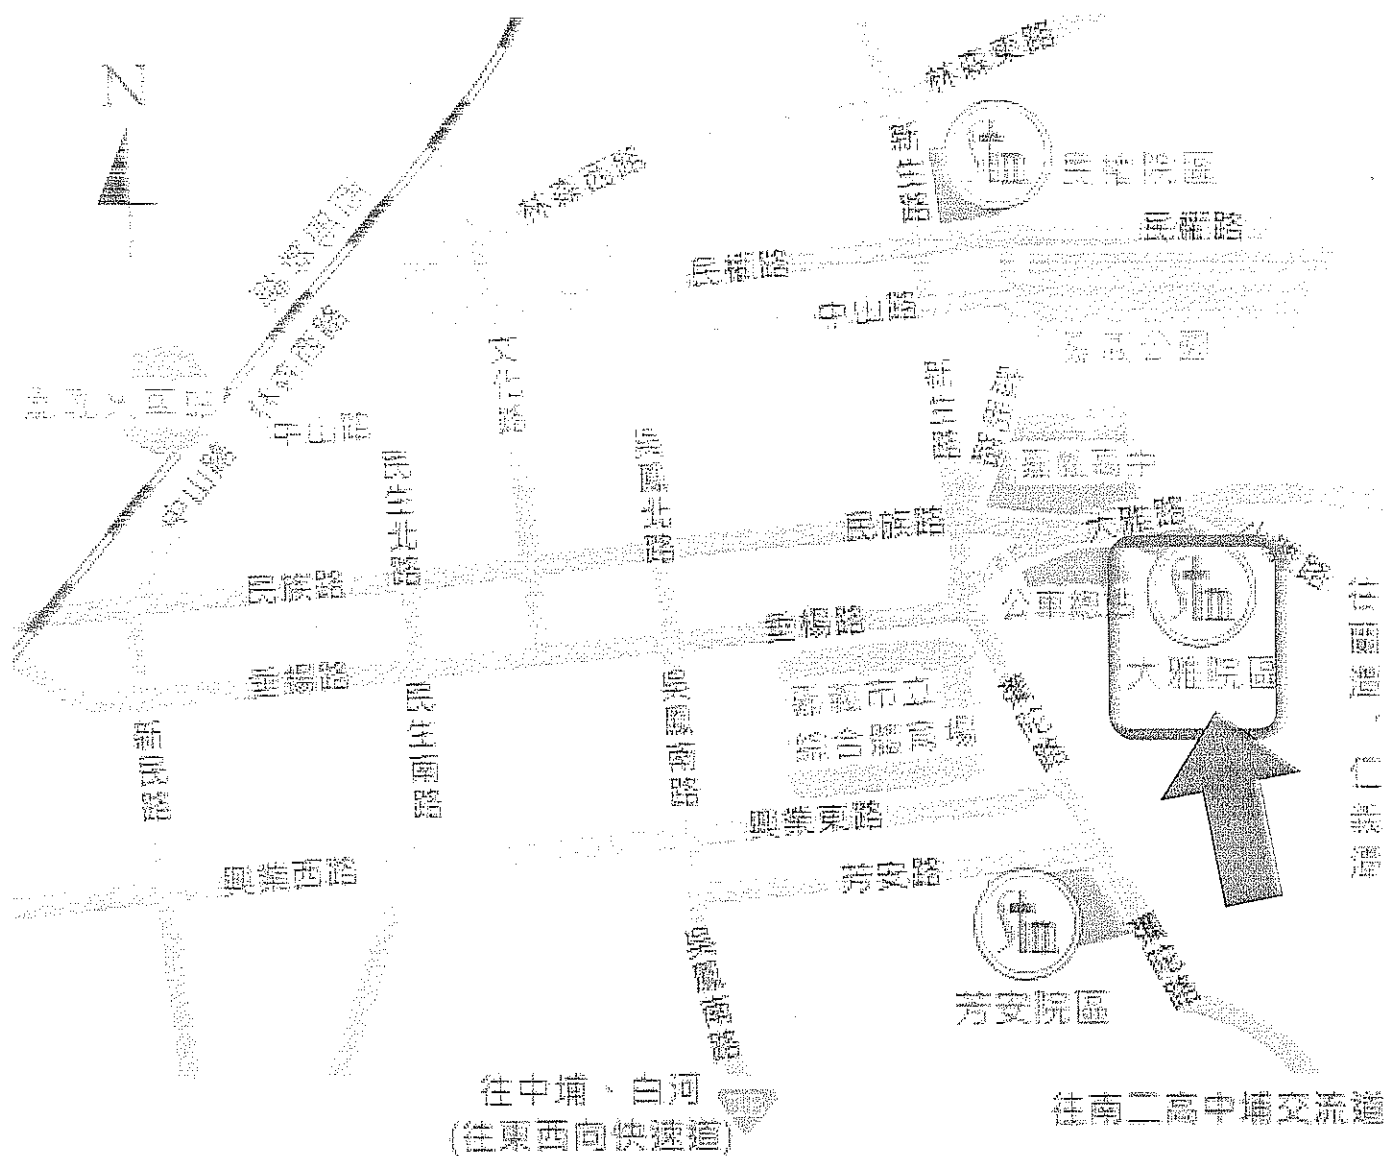 N
林森東路
新生路
民權院區
林森西路
民權路
民權路
中山路
嘉義公園
林森西路
文化路
嘉義火車站
中山路
中山路
新生路
民生北路
吳鳳北路
民族路
大雅路
民族路
公車總站
垂楊路
大雅院區
往蘭潭、仁義潭
垂楊路
嘉義市立
綜合體育場
彌陀路
新民路
民生南路
吳鳳南路
興業東路
興業西路
芳安路
芳安院區
彌陀路
吳鳳南路
往中埔、白河
(往東西向快速道)
往南二高中埔交流道